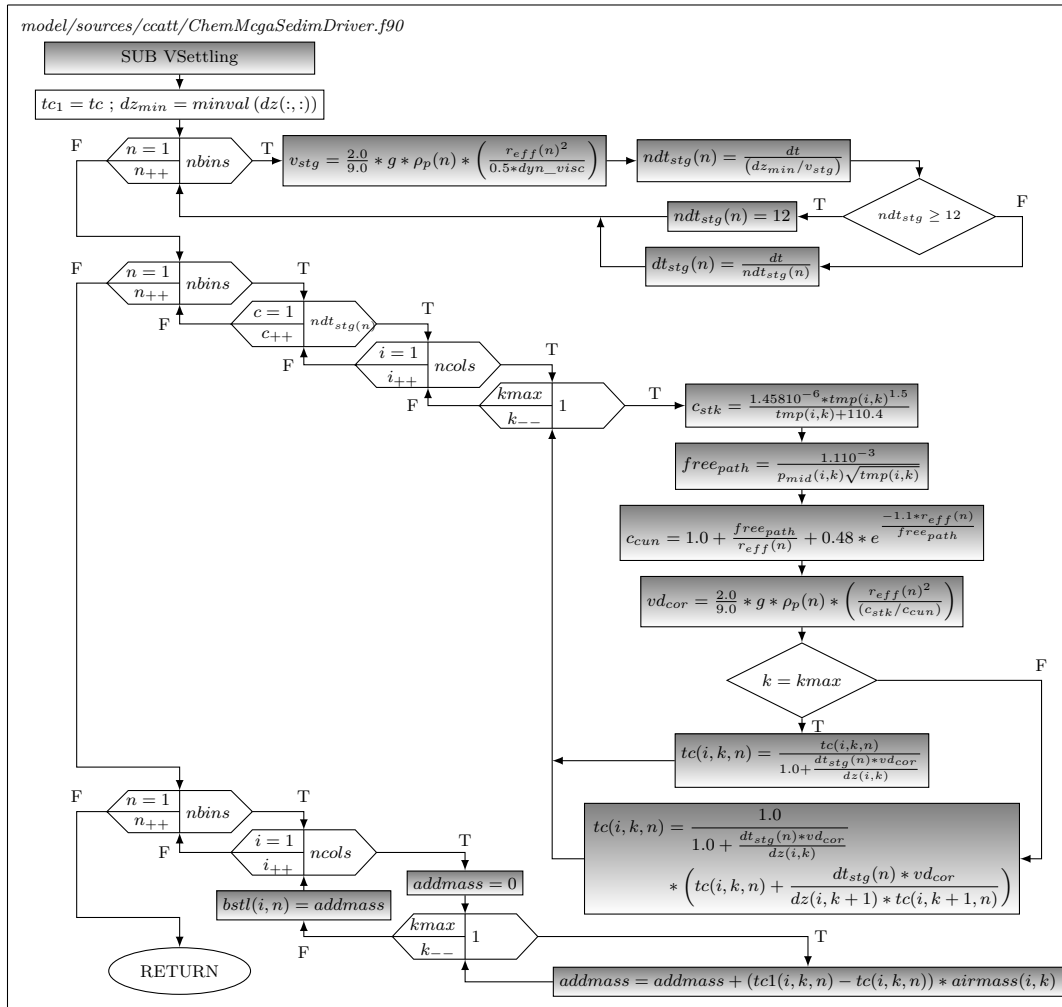 model/sources/ccatt/ChemMcgaSedimDriver.f90
SUB VSettling
tc₁ = tc ; dz_min = minval (dz(:,:))
F
n = 1
n₊₊
nbins
T
v_stg = 2.0/9.0 * g * ρ_p(n) * (r_eff(n)²/0.5*dyn_visc)
ndt_stg(n) = dt/(dz_min/v_stg)
ndt_stg ≥ 12
T
F
ndt_stg(n) = 12
dt_stg(n) = dt/ndt_stg(n)
F
n = 1
n₊₊
nbins
T
F
c = 1
c₊₊
ndt_stg(n)
T
F
i = 1
i₊₊
ncols
T
F
kmax
k₋₋
1
T
c_stk = 1.45810⁻⁶*tmp(i,k)^1.5/tmp(i,k)+110.4
free_path = 1.110⁻³/p_mid(i,k)√tmp(i,k)
c_cun = 1.0 + free_path/r_eff(n) + 0.48 * e^(-1.1*r_eff(n)/free_path)
vd_cor = 2.0/9.0 * g * ρ_p(n) * (r_eff(n)²/(c_stk/c_cun))
k = kmax
F
T
tc(i, k, n) = tc(i,k,n)/1.0+dt_stg(n)*vd_cor/dz(i,k)
tc(i, k, n) = 1.0/1.0 + dt_stg(n)*vd_cor/dz(i,k)
* (tc(i, k, n) + dt_stg(n) * vd_cor/dz(i, k + 1) * tc(i, k + 1, n))
F
n = 1
n₊₊
nbins
T
F
i = 1
i₊₊
ncols
T
addmass = 0
bstl(i, n) = addmass
F
kmax
k₋₋
1
T
addmass = addmass + (tc1(i, k, n) − tc(i, k, n)) * airmass(i, k)
RETURN